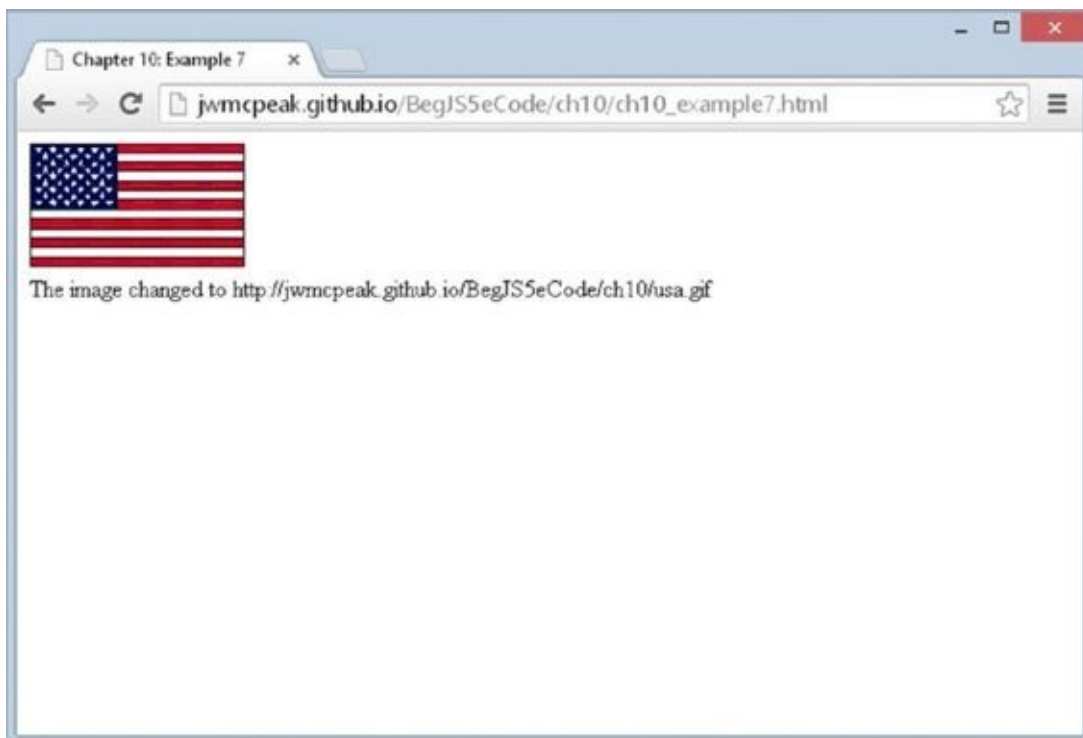 Chapter 10: Example 7
jwmcpeak.github.io/BegJS5eCode/ch10/ch10_example7.html
The image changed to http://jwmcpeak.github.io/BegJS5eCode/ch10/usa.gif